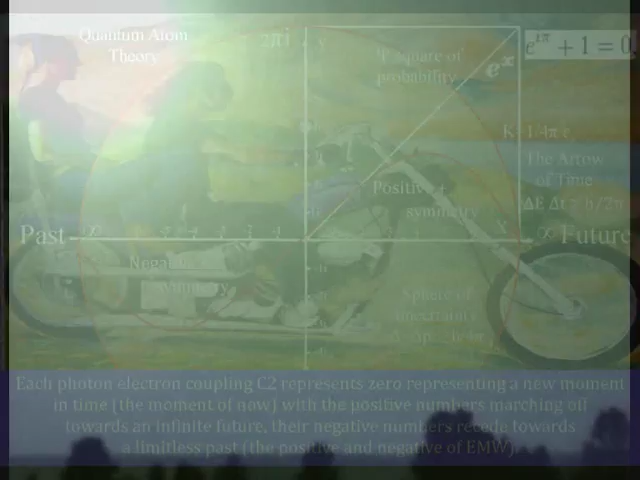 Quantum Atom
Theory
2πi
y
Ψ square of
probability
eˣ
e^{iπ} + 1 = 0
The Arrow
of Time
ΔE Δt ≥ h/2π
Positive +
symmetry
x
Past
∞ Future
symmetry
Sphere of
Each photon electron coupling C2 represents zero representing a new moment
in time [the moment of now] with the positive numbers marching off
towards an infinite future, their negative numbers recede towards
a limitless past (the positive and negative of EMW)